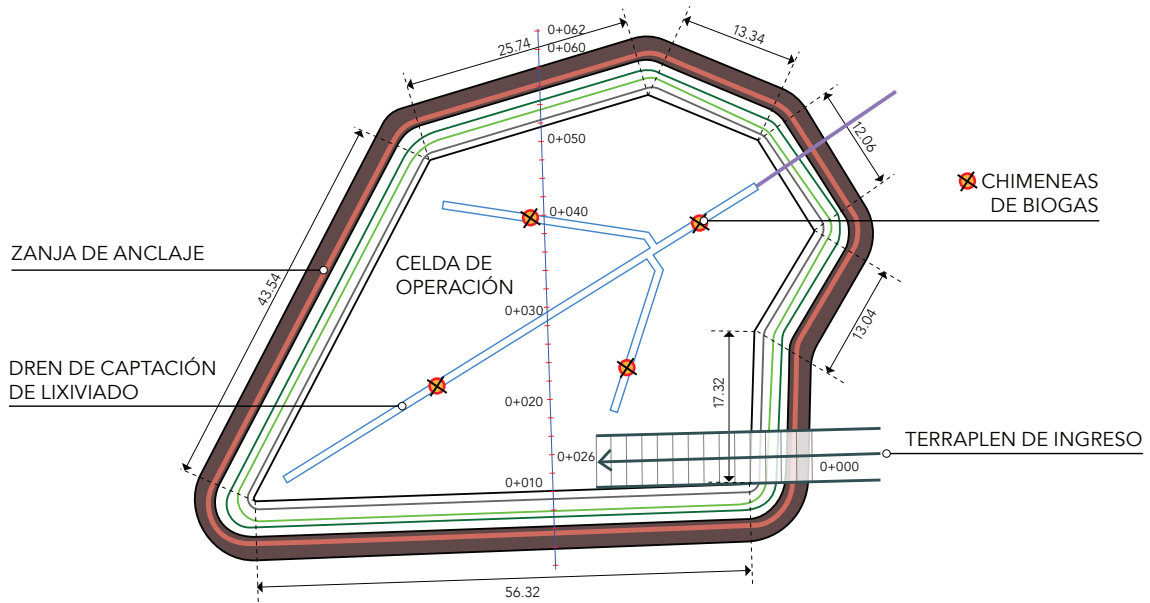 0+062
0+060
13.34
25.74
12.06
0+050
CHIMENEAS
DE BIOGAS
0+040
ZANJA DE ANCLAJE
CELDA DE
OPERACIÓN
43.54
0+030
13.04
DREN DE CAPTACIÓN
DE LIXIVIADO
17.32
0+020
TERRAPLEN DE INGRESO
0+026
0+000
0+010
56.32